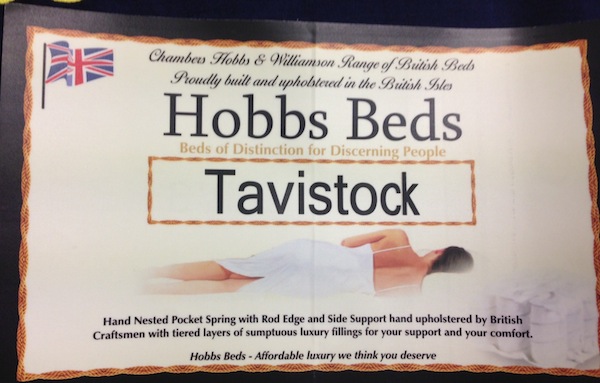 Chambers Hobbs & Williamson Range of British Beds
Proudly built and upholstered in the British Isles
Hobbs Beds
Beds of Distinction for Discerning People
Tavistock
Hand Nested Pocket Spring with Rod Edge and Side Support hand upholstered by British
Craftsmen with tiered layers of sumptuous luxury fillings for your support and your comfort.
Hobbs Beds - Affordable luxury we think you deserve